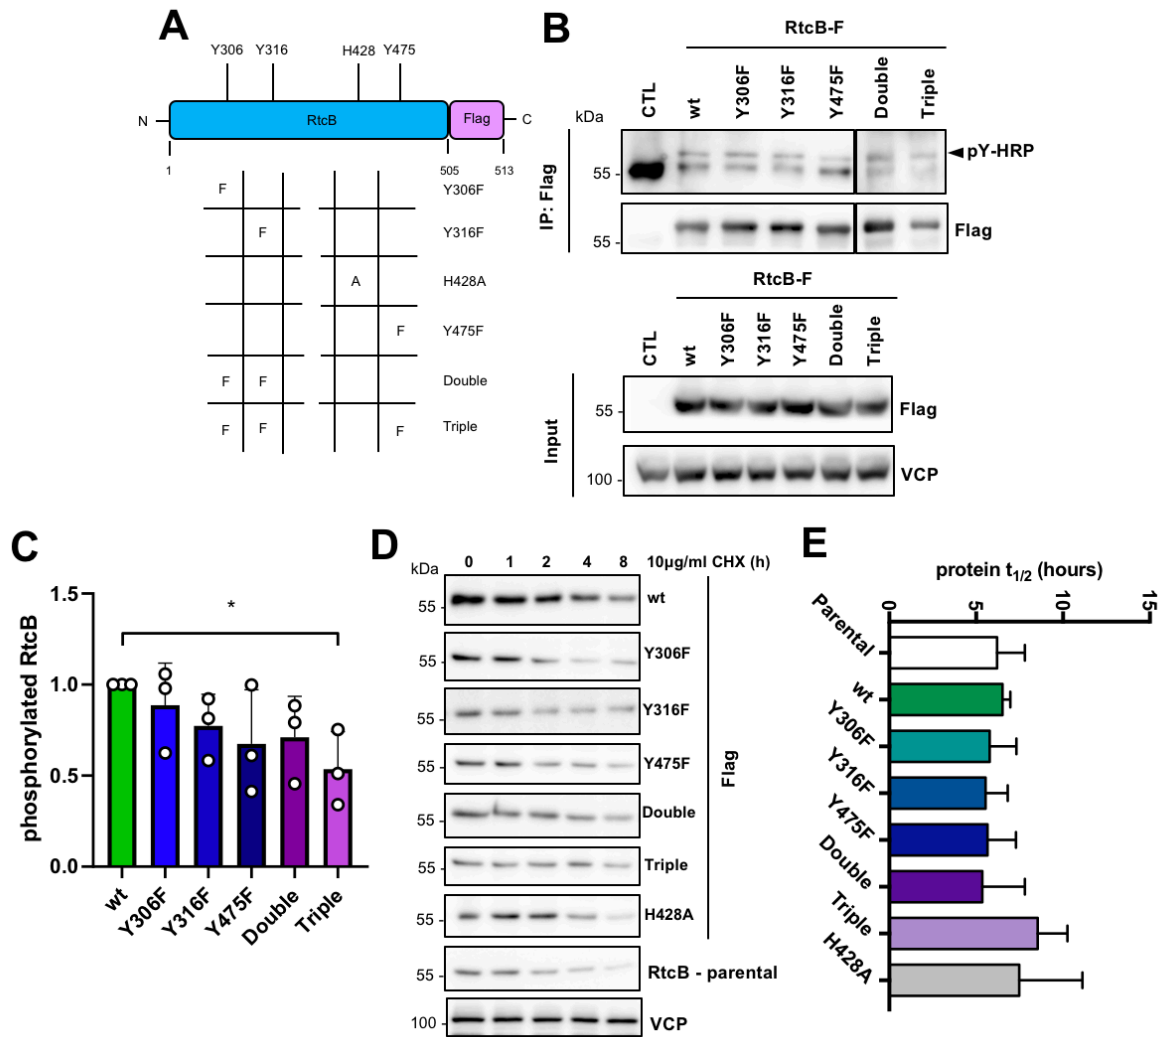 A
Y306 Y316 H428 Y475
N RtcB Flag C
1 505 513
F Y306F
F Y316F
A H428A
F Y475F
F F Double
F F F Triple
B
RtcB-F
kDa CTL wt Y306F Y316F Y475F Double Triple
IP: Flag
55 - pY-HRP
55 - Flag
RtcB-F
CTL wt Y306F Y316F Y475F Double Triple
Input
55 - Flag
100 - VCP
C
phosphorylated RtcB
1.5
*
1.0
0.5
0.0
wt Y306F Y316F Y475F Double Triple
D
kDa 0 1 2 4 8 10µg/ml CHX (h)
55 - wt
55 - Y306F
55 - Y316F
55 - Y475F
55 - Double
55 - Triple
55 - H428A
Flag
55 - RtcB - parental
100 - VCP
E
protein t1/2 (hours)
0 5 10 15
Parental
wt
Y306F
Y316F
Y475F
Double
Triple
H428A